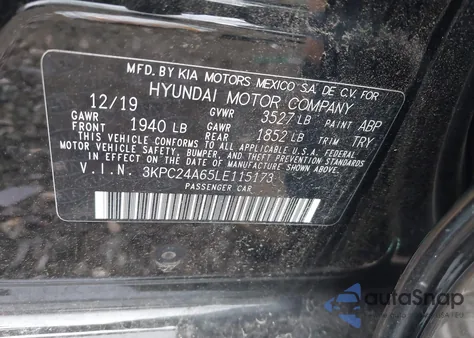 MFD. BY KIA MOTORS MEXICO S.A. DE C.V. FOR
HYUNDAI MOTOR COMPANY
12/19 GVWR 3527 LB PAINT ABP
GAWR FRONT 1940 LB GAWR REAR 1852 LB TRIM TRY
THIS VEHICLE CONFORMS TO ALL APPLICABLE U.S.A. FEDERAL
MOTOR VEHICLE SAFETY, BUMPER, AND THEFT PREVENTION STANDARDS
IN EFFECT ON THE DATE OF MANUFACTURE SHOWN ABOVE.
V.I.N. 3KPC24A65LE115173
PASSENGER CAR
autoSnap